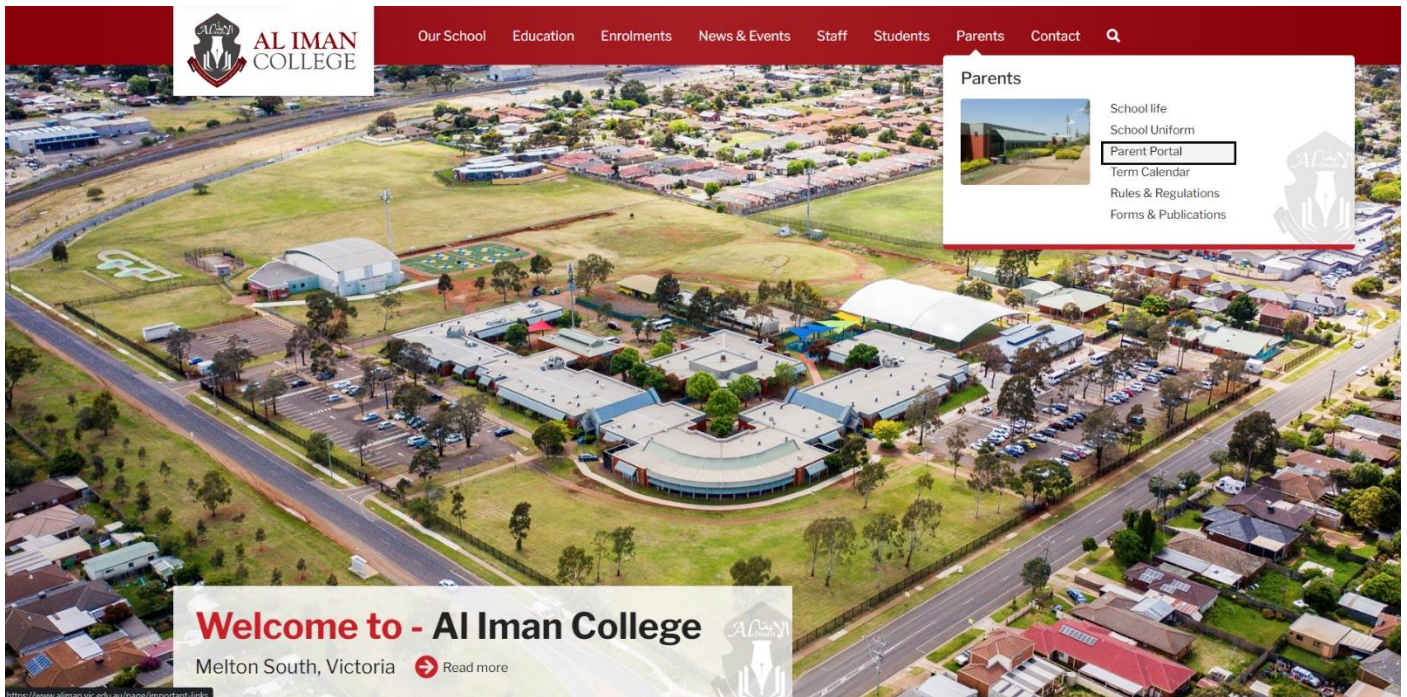 AL IMAN
COLLEGE
Our School Education Enrolments News & Events Staff Students Parents Contact
Parents
School life
School Uniform
Parent Portal
Term Calendar
Rules & Regulations
Forms & Publications
Welcome to - Al Iman College
Melton South, Victoria Read more
https://www.aliman.vic.edu.au/page/important-links